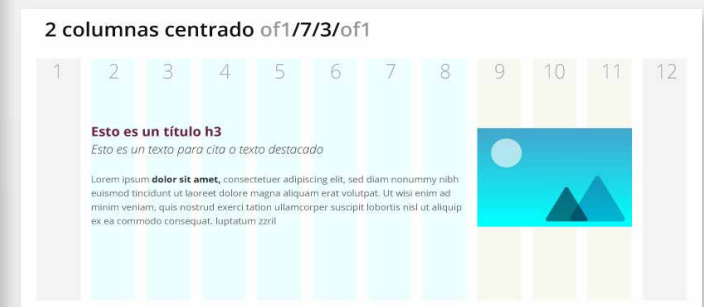 2 columnas centrado of1/7/3/of1
1 2 3 4 5 6 7 8 9 10 11 12
Esto es un título h3
Esto es un texto para cita o texto destacado
Lorem ipsum dolor sit amet, consectetuer adipiscing elit, sed diam nonummy nibh
euismod tincidunt ut laoreet dolore magna aliquam erat volutpat. Ut wisi enim ad
minim veniam, quis nostrud exerci tation ullamcorper suscipit lobortis nisl ut aliquip
ex ea commodo consequat. luptatum zzril